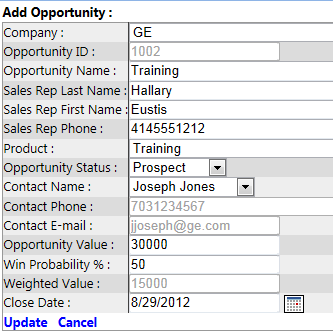 Add Opportunity :
Company : GE
Opportunity ID : 1002
Opportunity Name : Training
Sales Rep Last Name : Hallary
Sales Rep First Name : Eustis
Sales Rep Phone : 4145551212
Product : Training
Opportunity Status : Prospect
Contact Name : Joseph Jones
Contact Phone : 7031234567
Contact E-mail : jjoseph@ge.com
Opportunity Value : 30000
Win Probability % : 50
Weighted Value : 15000
Close Date : 8/29/2012
Update Cancel